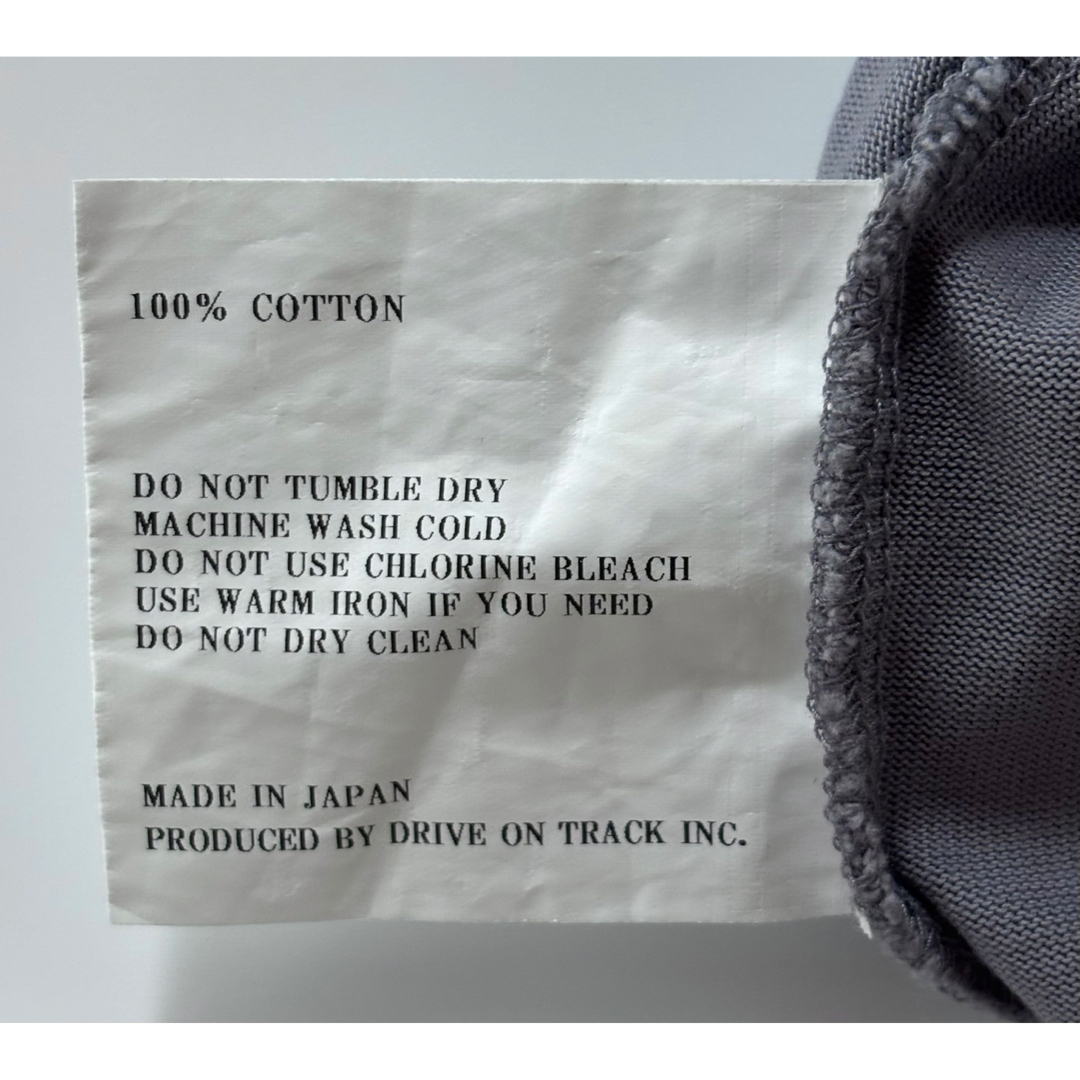 100% COTTON
DO NOT TUMBLE DRY
MACHINE WASH COLD
DO NOT USE CHLORINE BLEACH
USE WARM IRON IF YOU NEED
DO NOT DRY CLEAN
MADE IN JAPAN
PRODUCED BY DRIVE ON TRACK INC.